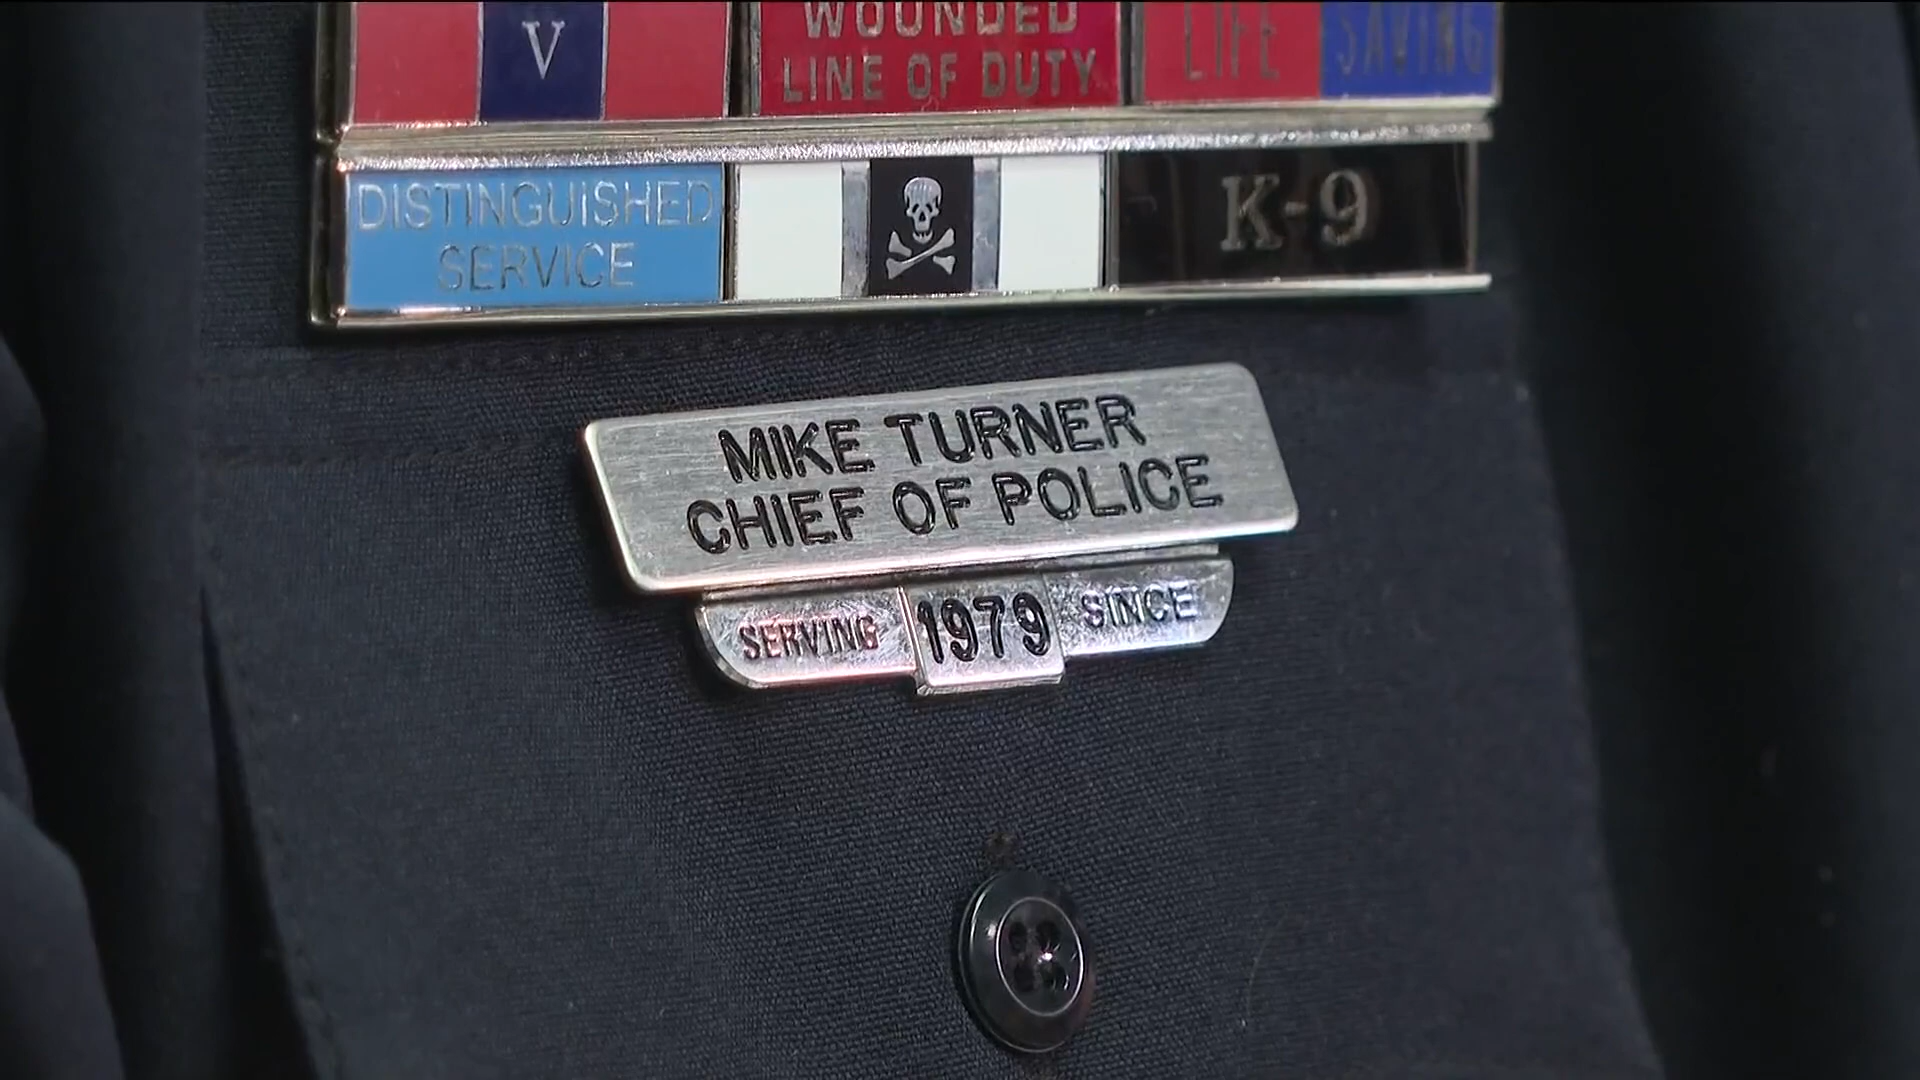 V
WOUNDED
LINE OF DUTY
LIFE SAVING
DISTINGUISHED
SERVICE
K-9
MIKE TURNER
CHIEF OF POLICE
SERVING 1979 SINCE